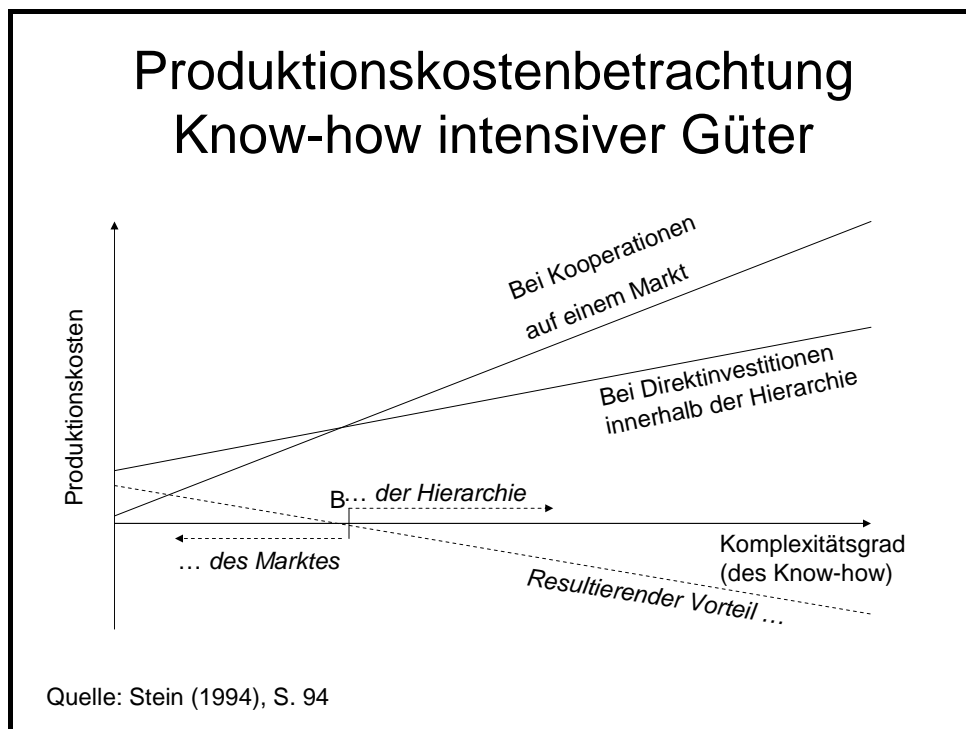 Produktionskostenbetrachtung
Know-how intensiver Güter
Produktionskosten
Bei Kooperationen
auf einem Markt
Bei Direktinvestitionen
innerhalb der Hierarchie
B
… der Hierarchie
… des Marktes
Komplexitätsgrad
(des Know-how)
Resultierender Vorteil …
Quelle: Stein (1994), S. 94